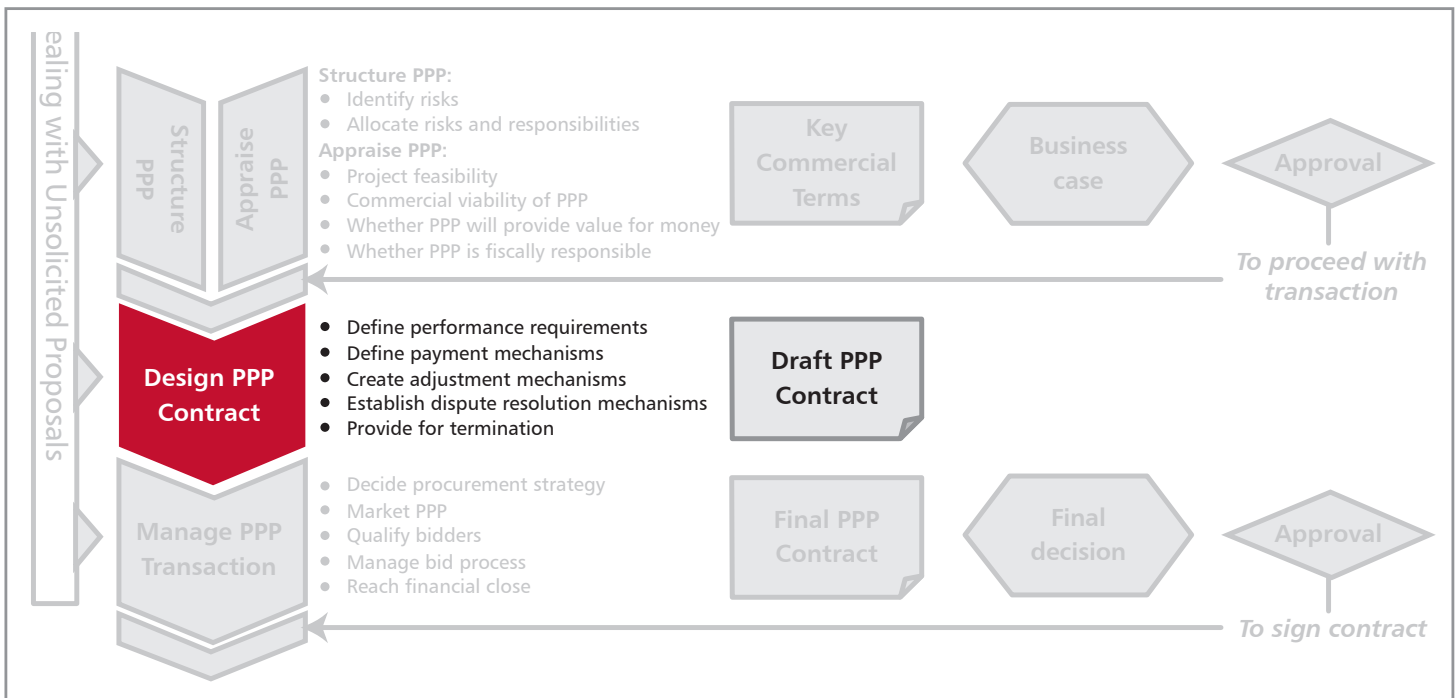 ealing with Unsolicited Proposals
Structure
PPP
Appraise
PPP
Structure PPP:
• Identify risks
• Allocate risks and responsibilities
Appraise PPP:
• Project feasibility
• Commercial viability of PPP
• Whether PPP will provide value for money
• Whether PPP is fiscally responsible
Key
Commercial
Terms
Business
case
Approval
To proceed with
transaction
Design PPP
Contract
• Define performance requirements
• Define payment mechanisms
• Create adjustment mechanisms
• Establish dispute resolution mechanisms
• Provide for termination
Draft PPP
Contract
Manage PPP
Transaction
• Decide procurement strategy
• Market PPP
• Qualify bidders
• Manage bid process
• Reach financial close
Final PPP
Contract
Final
decision
Approval
To sign contract